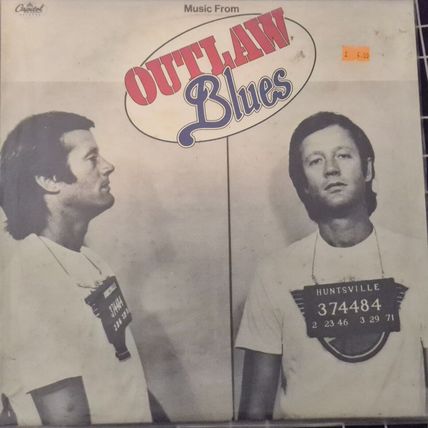 Capitol
Music From
OUTLAW
Blues
HUNTSVILLE
374484
2 23 46 3 29 71